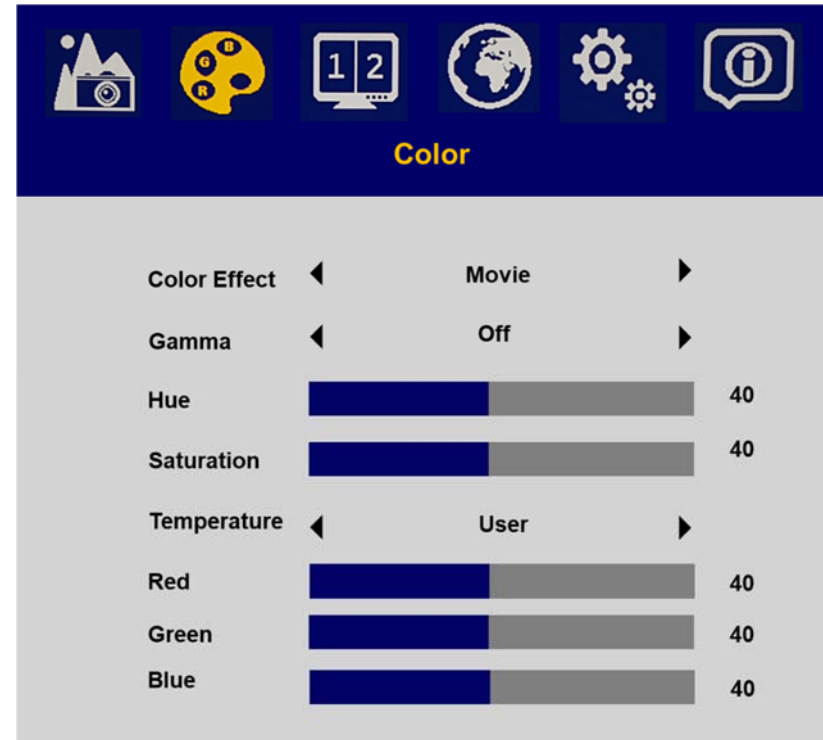 G B R
1 2
i
Color
Color Effect Movie
Gamma Off
Hue 40
Saturation 40
Temperature User
Red 40
Green 40
Blue 40